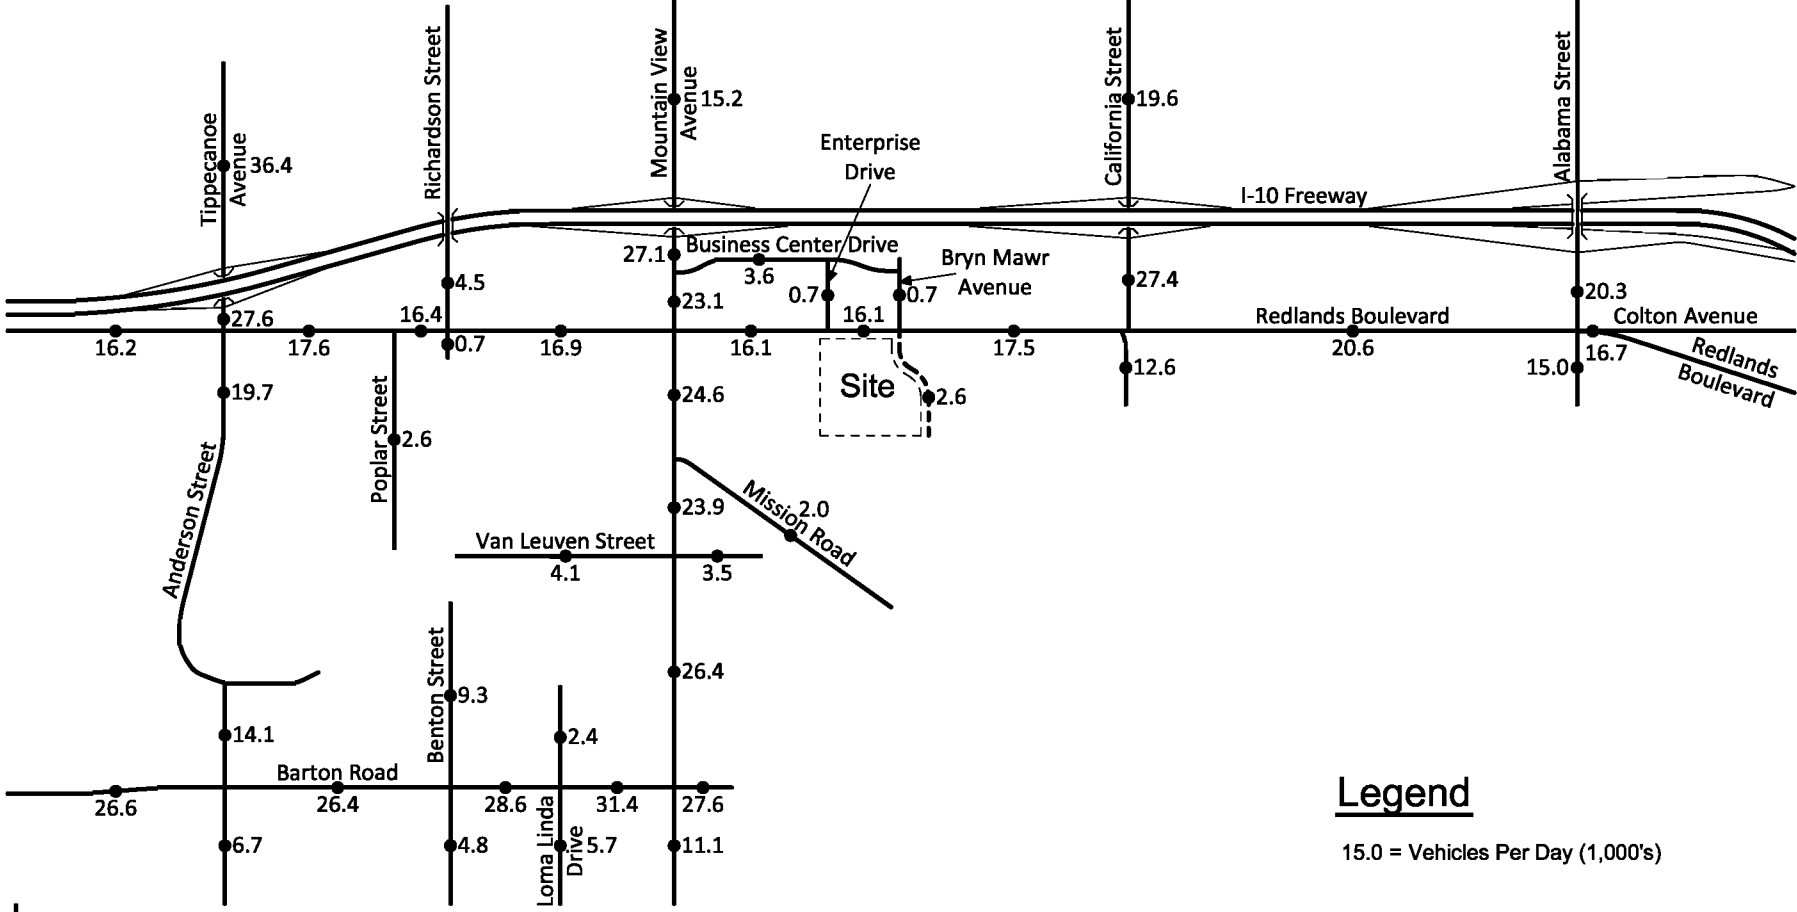 Tippecanoe
Avenue
36.4
Richardson Street
Mountain View
Avenue
15.2
Enterprise
Drive
California Street
19.6
Alabama Street
I-10 Freeway
27.1
Business Center Drive
3.6
Bryn Mawr
Avenue
4.5
27.4
20.3
23.1
0.7
0.7
27.6
16.4
16.1
Redlands Boulevard
Colton Avenue
16.2
17.6
0.7
16.9
16.1
17.5
20.6
16.7
Redlands
Boulevard
19.7
24.6
Site
2.6
12.6
15.0
Poplar Street
2.6
Anderson Street
23.9
Mission Road
2.0
Van Leuven Street
4.1
3.5
26.4
Benton Street
9.3
14.1
2.4
Barton Road
26.6
26.4
28.6
31.4
27.6
6.7
4.8
Loma Linda
Drive
5.7
11.1
Legend
15.0 = Vehicles Per Day (1,000's)